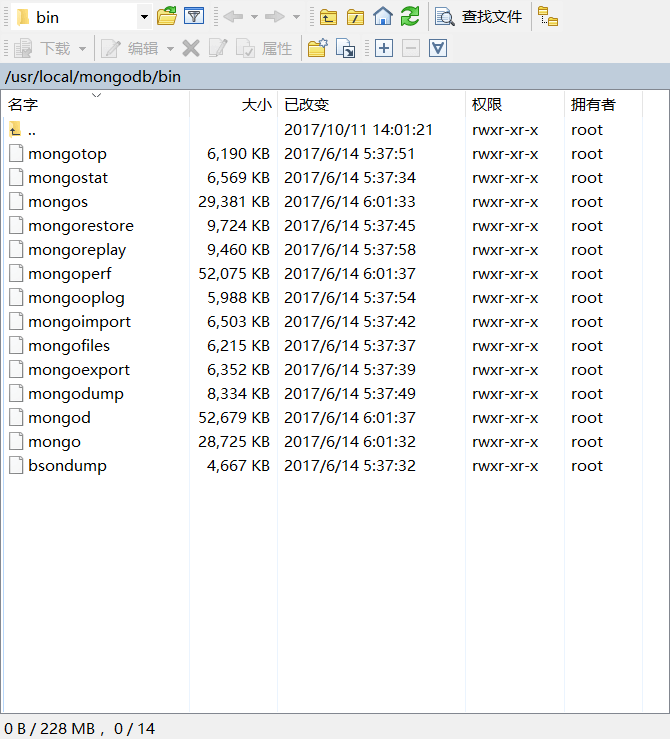 bin 查找文件
下载 编辑 属性
/usr/local/mongodb/bin
名字 大小 已改变 权限 拥有者
.. 2017/10/11 14:01:21 rwxr-xr-x root
mongotop 6,190 KB 2017/6/14 5:37:51 rwxr-xr-x root
mongostat 6,569 KB 2017/6/14 5:37:34 rwxr-xr-x root
mongos 29,381 KB 2017/6/14 6:01:33 rwxr-xr-x root
mongorestore 9,724 KB 2017/6/14 5:37:45 rwxr-xr-x root
mongoreplay 9,460 KB 2017/6/14 5:37:58 rwxr-xr-x root
mongoperf 52,075 KB 2017/6/14 6:01:37 rwxr-xr-x root
mongooplog 5,988 KB 2017/6/14 5:37:54 rwxr-xr-x root
mongoimport 6,503 KB 2017/6/14 5:37:42 rwxr-xr-x root
mongofiles 6,215 KB 2017/6/14 5:37:37 rwxr-xr-x root
mongoexport 6,352 KB 2017/6/14 5:37:39 rwxr-xr-x root
mongodump 8,334 KB 2017/6/14 5:37:49 rwxr-xr-x root
mongod 52,679 KB 2017/6/14 6:01:37 rwxr-xr-x root
mongo 28,725 KB 2017/6/14 6:01:32 rwxr-xr-x root
bsondump 4,667 KB 2017/6/14 5:37:32 rwxr-xr-x root
0 B / 228 MB ,  0 / 14